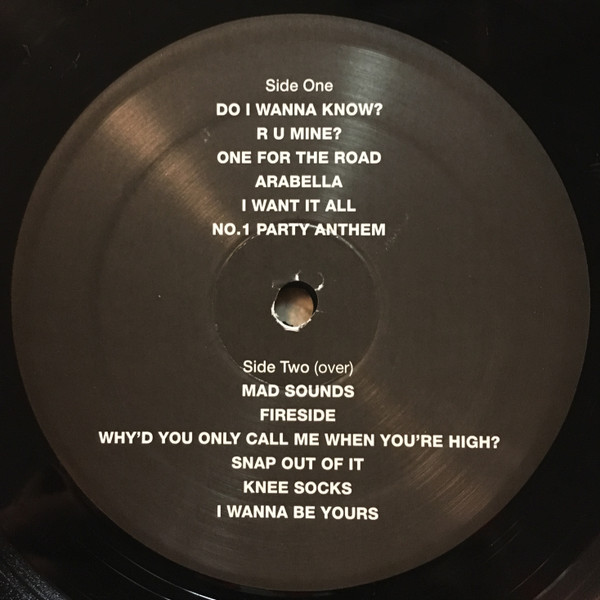 Side One
DO I WANNA KNOW?
R U MINE?
ONE FOR THE ROAD
ARABELLA
I WANT IT ALL
NO.1 PARTY ANTHEM
Side Two (over)
MAD SOUNDS
FIRESIDE
WHY'D YOU ONLY CALL ME WHEN YOU'RE HIGH?
SNAP OUT OF IT
KNEE SOCKS
I WANNA BE YOURS